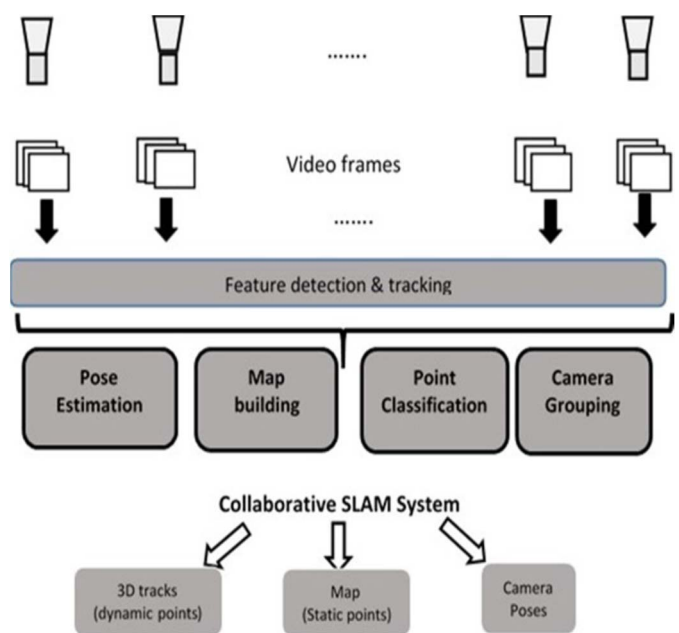 .......
Video frames
.......
Feature detection & tracking
Pose
Estimation
Map
building
Point
Classification
Camera
Grouping
Collaborative SLAM System
3D tracks
(dynamic points)
Map
(Static points)
Camera
Poses